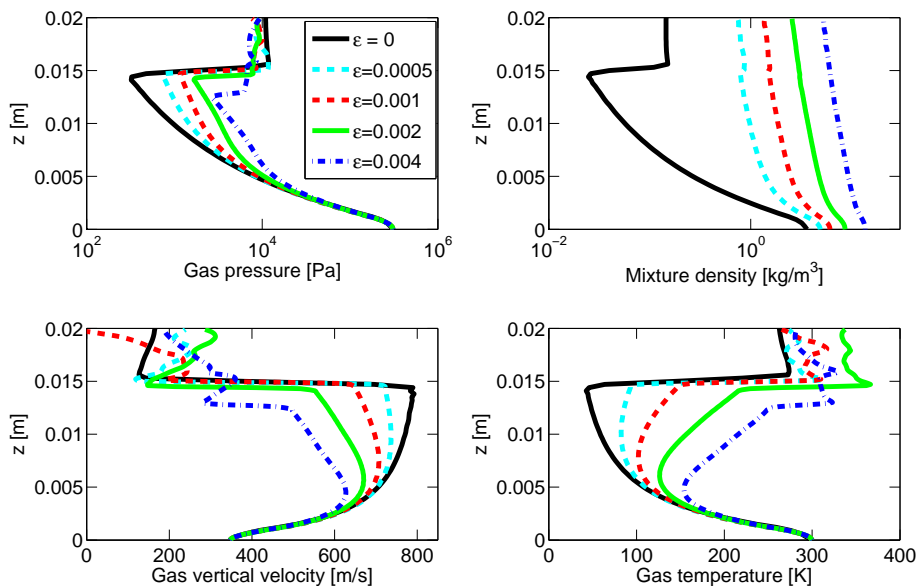 0.02
0.015
0.01
0.005
0
z [m]
10^2
10^4
10^6
Gas pressure [Pa]
ε = 0
ε=0.0005
ε=0.001
ε=0.002
ε=0.004
0.02
0.015
0.01
0.005
0
z [m]
10^-2
10^0
Mixture density [kg/m^3]
0.02
0.015
0.01
0.005
0
z [m]
0
200
400
600
800
Gas vertical velocity [m/s]
0.02
0.015
0.01
0.005
0
z [m]
0
100
200
300
400
Gas temperature [K]